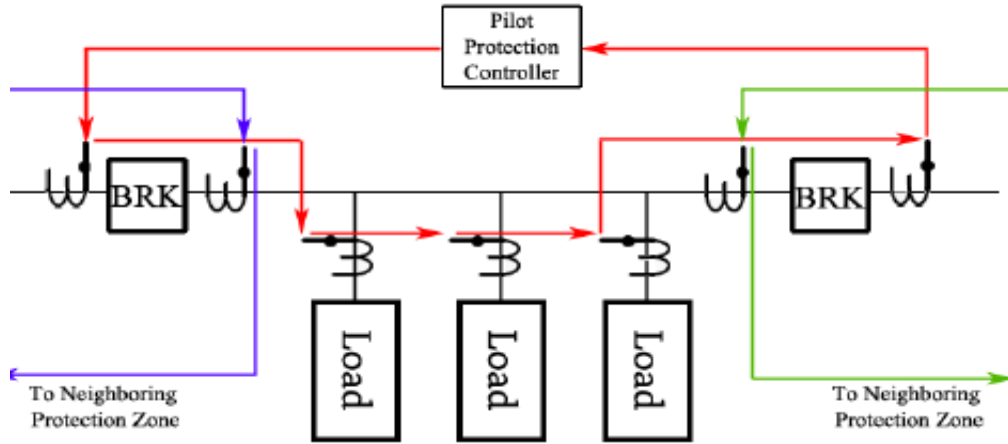 Pilot
Protection
Controller
BRK
BRK
Load
Load
Load
To Neighboring
Protection Zone
To Neighboring
Protection Zone